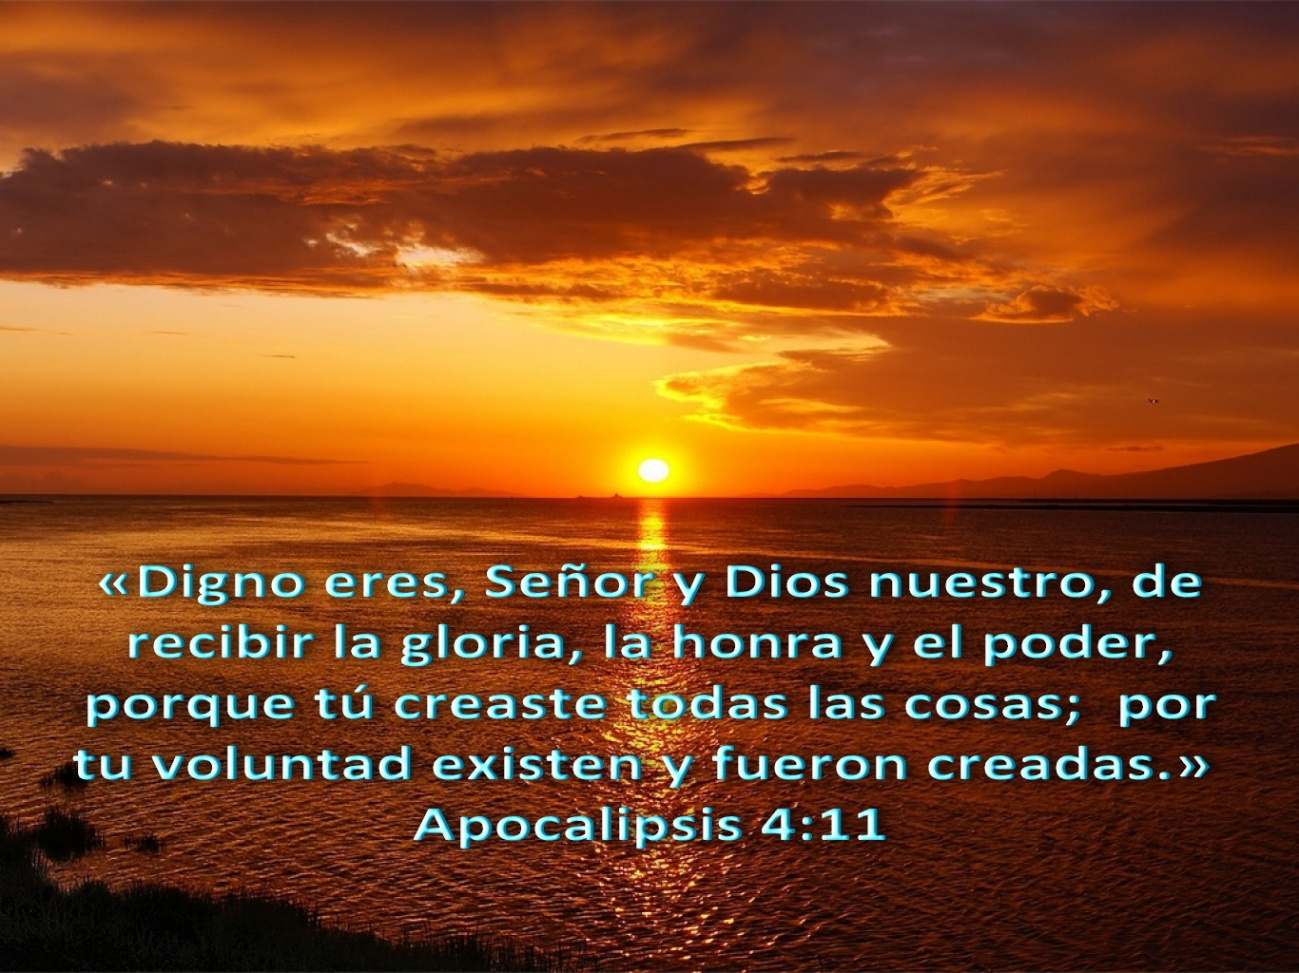 «Digno eres, Señor y Dios nuestro, de
recibir la gloria, la honra y el poder,
porque tú creaste todas las cosas;  por
tu voluntad existen y fueron creadas.»
Apocalipsis 4:11